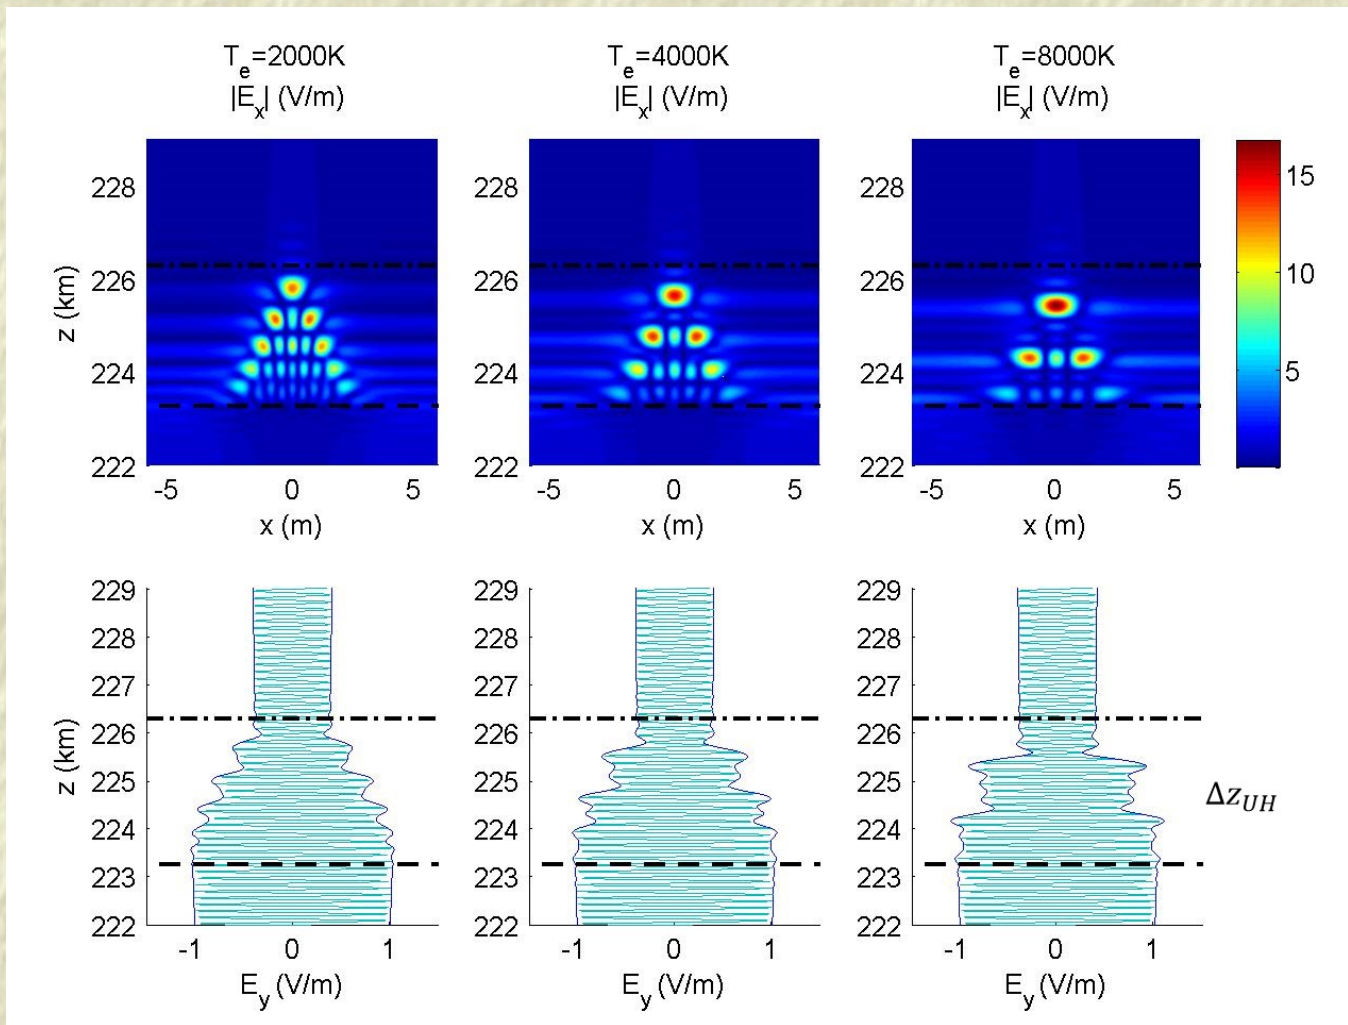 T_e=2000K T_e=4000K T_e=8000K
|E_x| (V/m) |E_x| (V/m) |E_x| (V/m)
228 228 228 15
226 226 226 10
z (km)
224 224 224 5
222 222 222
-5 0 5 -5 0 5 -5 0 5
x (m) x (m) x (m)
229 229 229
228 228 228
227 227 227
226 226 226
z (km)
225 225 225 Δz_{UH}
224 224 224
223 223 223
222 222 222
-1 0 1 -1 0 1 -1 0 1
E_y (V/m) E_y (V/m) E_y (V/m)